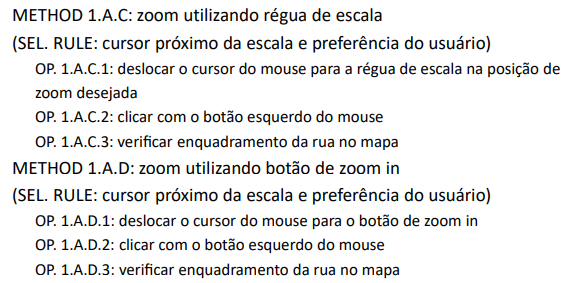 METHOD 1.A.C: zoom utilizando régua de escala
(SEL. RULE: cursor próximo da escala e preferência do usuário)
OP. 1.A.C.1: deslocar o cursor do mouse para a régua de escala na posição de
zoom desejada
OP. 1.A.C.2: clicar com o botão esquerdo do mouse
OP. 1.A.C.3: verificar enquadramento da rua no mapa
METHOD 1.A.D: zoom utilizando botão de zoom in
(SEL. RULE: cursor próximo da escala e preferência do usuário)
OP. 1.A.D.1: deslocar o cursor do mouse para o botão de zoom in
OP. 1.A.D.2: clicar com o botão esquerdo do mouse
OP. 1.A.D.3: verificar enquadramento da rua no mapa